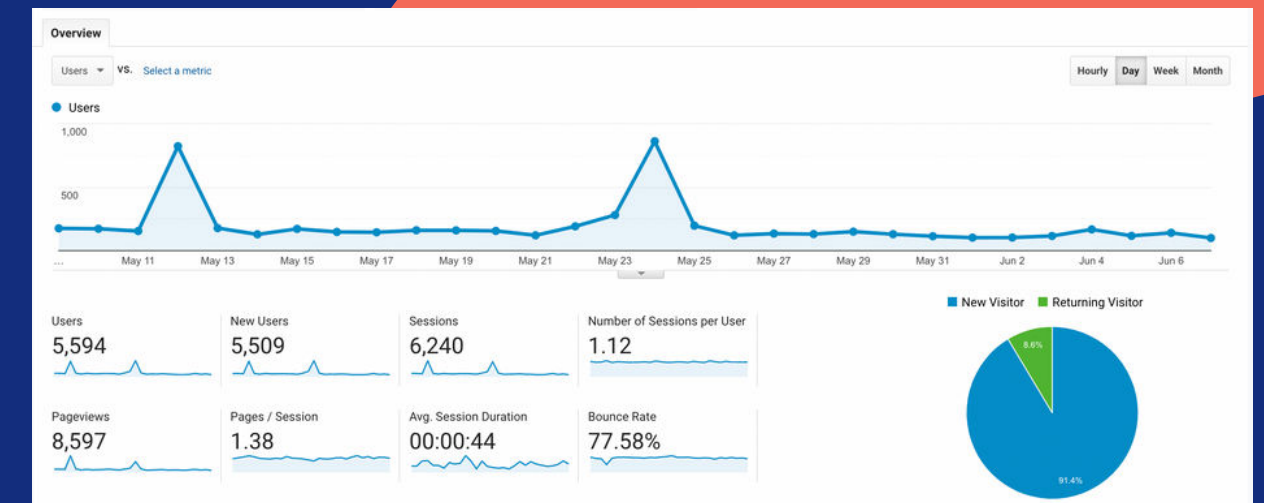 Overview
Users VS. Select a metric
Hourly Day Week Month
Users
1,000
500
... May 11 May 13 May 15 May 17 May 19 May 21 May 23 May 25 May 27 May 29 May 31 Jun 2 Jun 4 Jun 6
New Visitor Returning Visitor
Users New Users Sessions Number of Sessions per User
5,594 5,509 6,240 1.12
8.6%
Pageviews Pages / Session Avg. Session Duration Bounce Rate
8,597 1.38 00:00:44 77.58%
91.4%